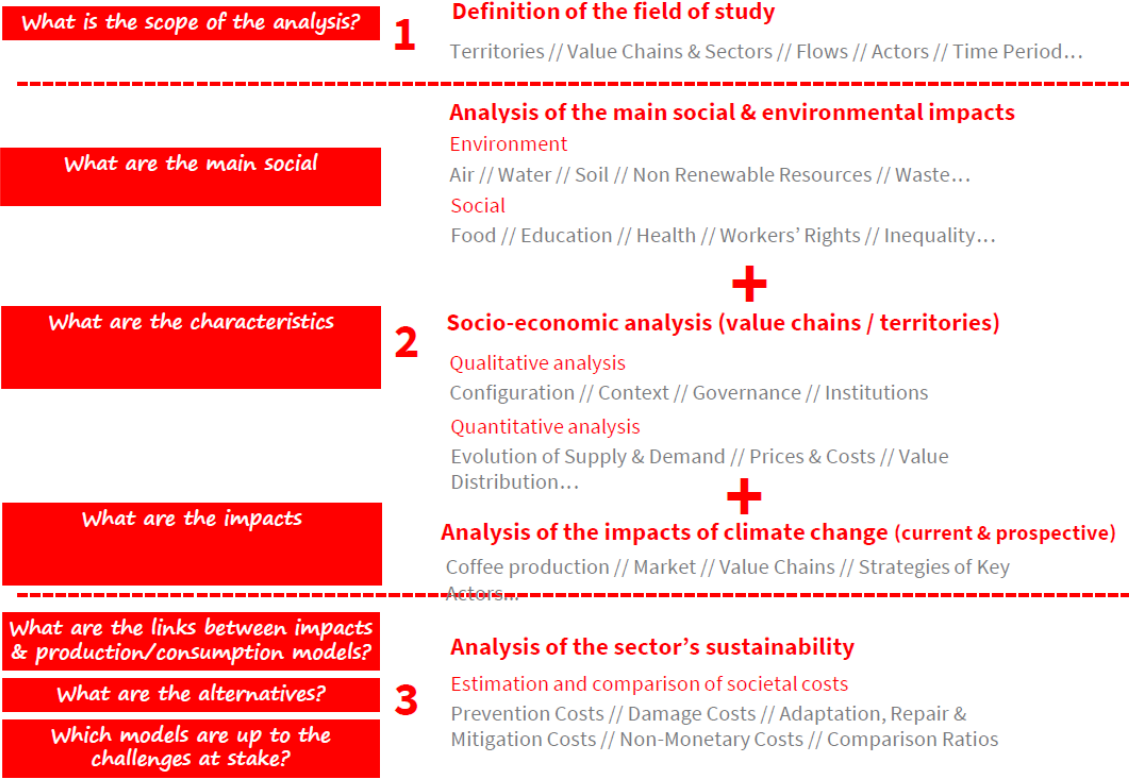 What is the scope of the analysis?
1
Definition of the field of study
Territories // Value Chains & Sectors // Flows // Actors // Time Period…
Analysis of the main social & environmental impacts
Environment
What are the main social
Air // Water // Soil // Non Renewable Resources // Waste…
Social
Food // Education // Health // Workers’ Rights // Inequality…
+
What are the characteristics
2
Socio-economic analysis (value chains / territories)
Qualitative analysis
Configuration // Context // Governance // Institutions
Quantitative analysis
Evolution of Supply & Demand // Prices & Costs // Value
Distribution…
+
What are the impacts
Analysis of the impacts of climate change (current & prospective)
Coffee production // Market // Value Chains // Strategies of Key
Actors…
What are the links between impacts
& production/consumption models?
What are the alternatives?
Which models are up to the
challenges at stake?
3
Analysis of the sector’s sustainability
Estimation and comparison of societal costs
Prevention Costs // Damage Costs // Adaptation, Repair &
Mitigation Costs // Non-Monetary Costs // Comparison Ratios